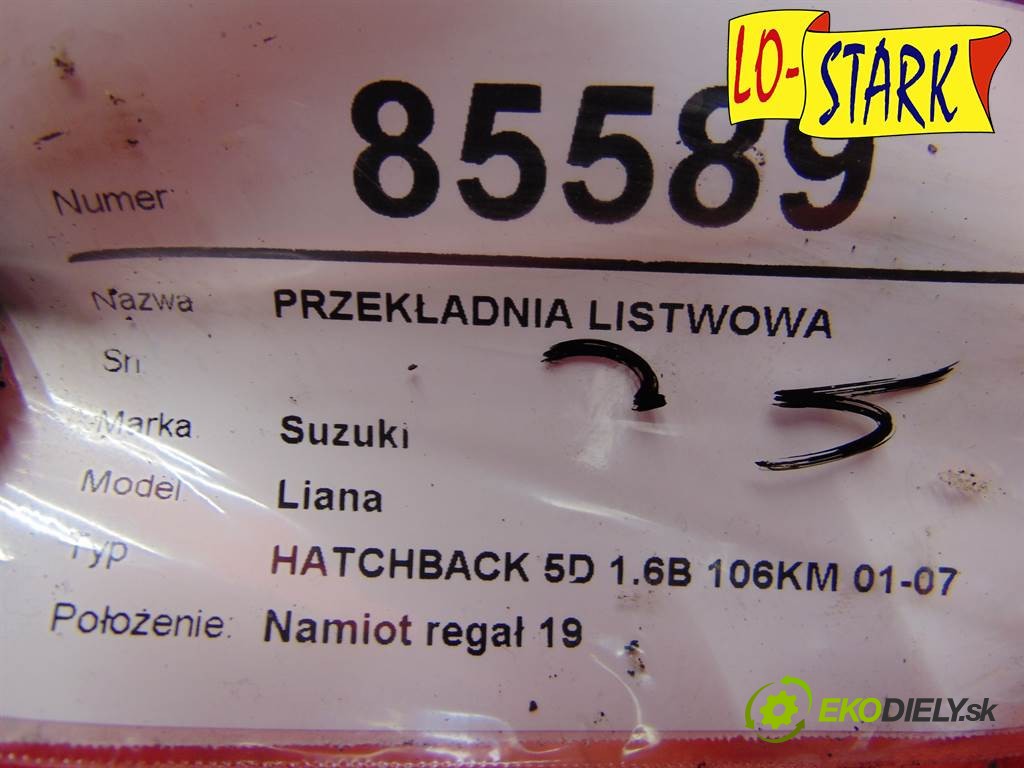 LO-STARK
Numer 85589
Nazwa PRZEKŁADNIA LISTWOWA
Sn
Marka Suzuki
Model Liana
Typ HATCHBACK 5D 1.6B 106KM 01-07
Położenie: Namiot regał 19
EKODIELY.sk